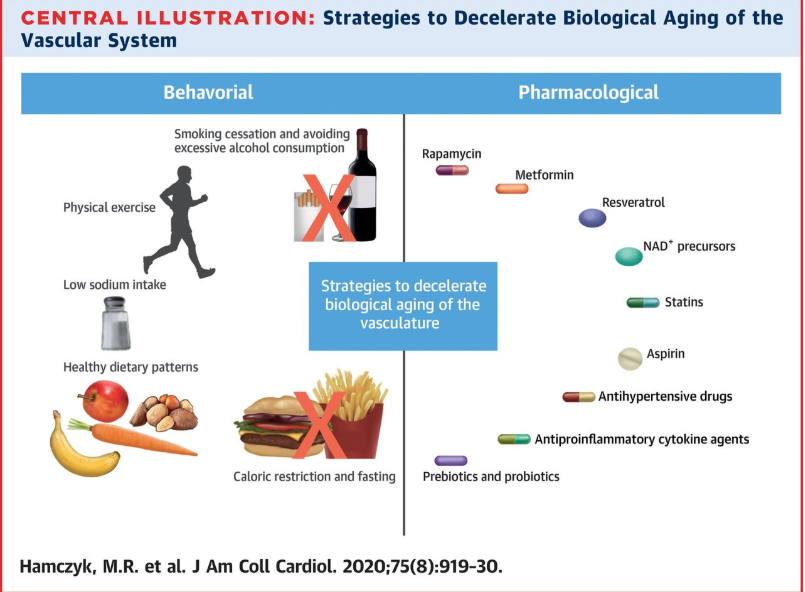 CENTRAL ILLUSTRATION: Strategies to Decelerate Biological Aging of the
Vascular System
Behavorial
Pharmacological
Smoking cessation and avoiding
excessive alcohol consumption
Physical exercise
Low sodium intake
Healthy dietary patterns
Caloric restriction and fasting
Strategies to decelerate
biological aging of the
vasculature
Rapamycin
Metformin
Resveratrol
NAD⁺ precursors
Statins
Aspirin
Antihypertensive drugs
Antiproinflammatory cytokine agents
Prebiotics and probiotics
Hamczyk, M.R. et al. J Am Coll Cardiol. 2020;75(8):919-30.